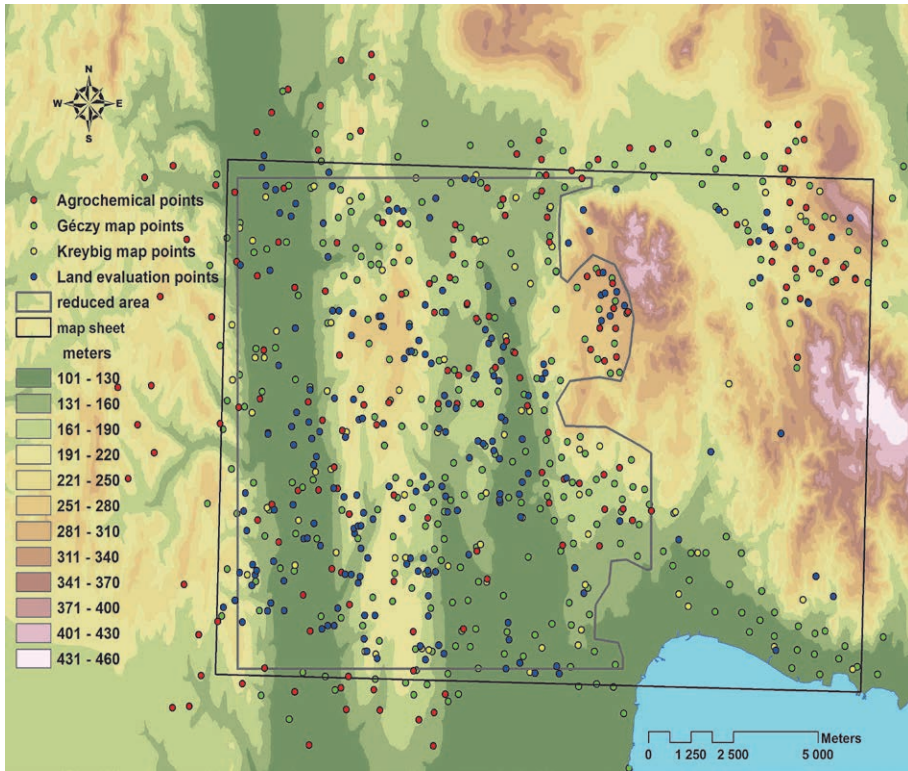 N
W E
S
Agrochemical points
Géczy map points
Kreybig map points
Land evaluation points
reduced area
map sheet
meters
101 - 130
131 - 160
161 - 190
191 - 220
221 - 250
251 - 280
281 - 310
311 - 340
341 - 370
371 - 400
401 - 430
431 - 460
Meters
0 1 250 2 500 5 000